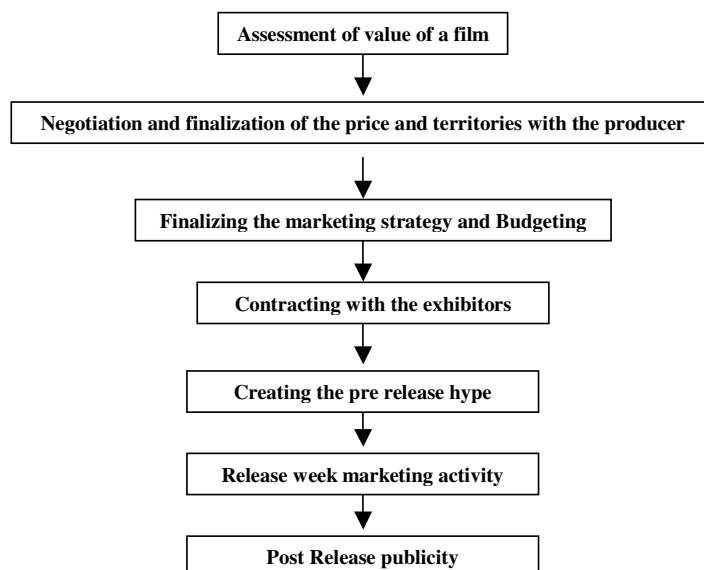 Assessment of value of a film
Negotiation and finalization of the price and territories with the producer
Finalizing the marketing strategy and Budgeting
Contracting with the exhibitors
Creating the pre release hype
Release week marketing activity
Post Release publicity